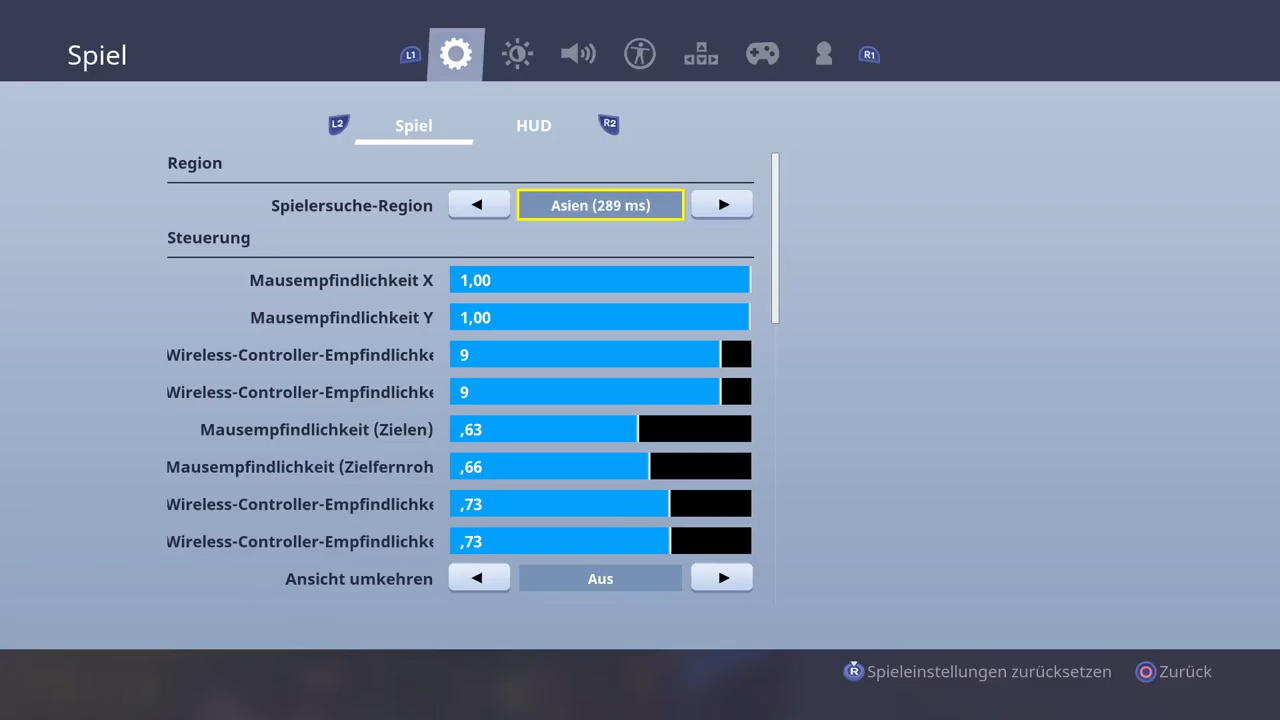 Spiel
L1
R1
L2
Spiel
HUD
R2
Region
Spielersuche-Region
Asien (289 ms)
Steuerung
Mausempfindlichkeit X
1,00
Mausempfindlichkeit Y
1,00
Wireless-Controller-Empfindlichke
9
Wireless-Controller-Empfindlichke
9
Mausempfindlichkeit (Zielen)
,63
Mausempfindlichkeit (Zielfernroh
,66
Wireless-Controller-Empfindlichke
,73
Wireless-Controller-Empfindlichke
,73
Ansicht umkehren
Aus
R
Spieleinstellungen zurücksetzen
Zurück